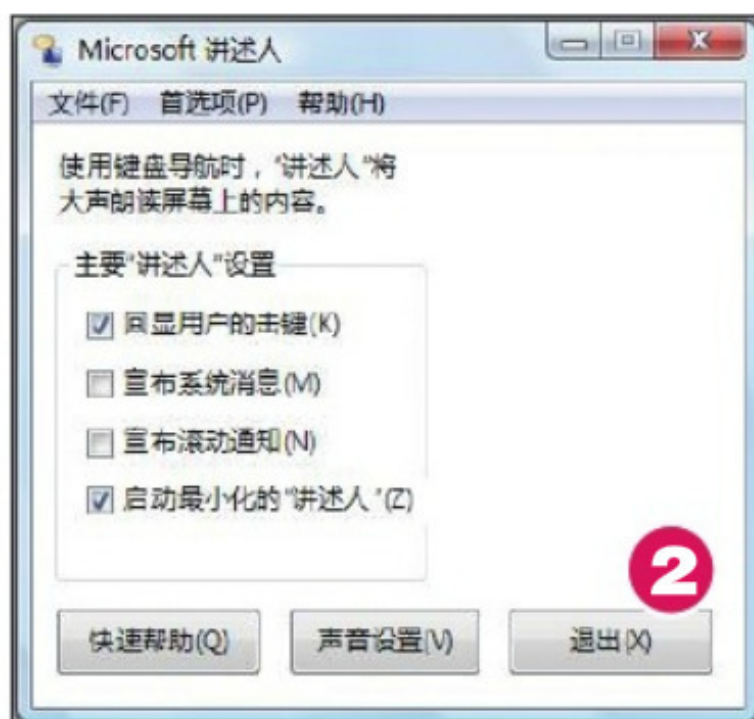 Microsoft 讲述人
文件(F) 首选项(P) 帮助(H)
使用键盘导航时，“讲述人”将
大声朗读屏幕上的内容。
主要“讲述人”设置
回显用户的击键(K)
宣布系统消息(M)
宣布滚动通知(N)
启动最小化的“讲述人”(Z)
2
快速帮助(Q) 声音设置(V) 退出(X)